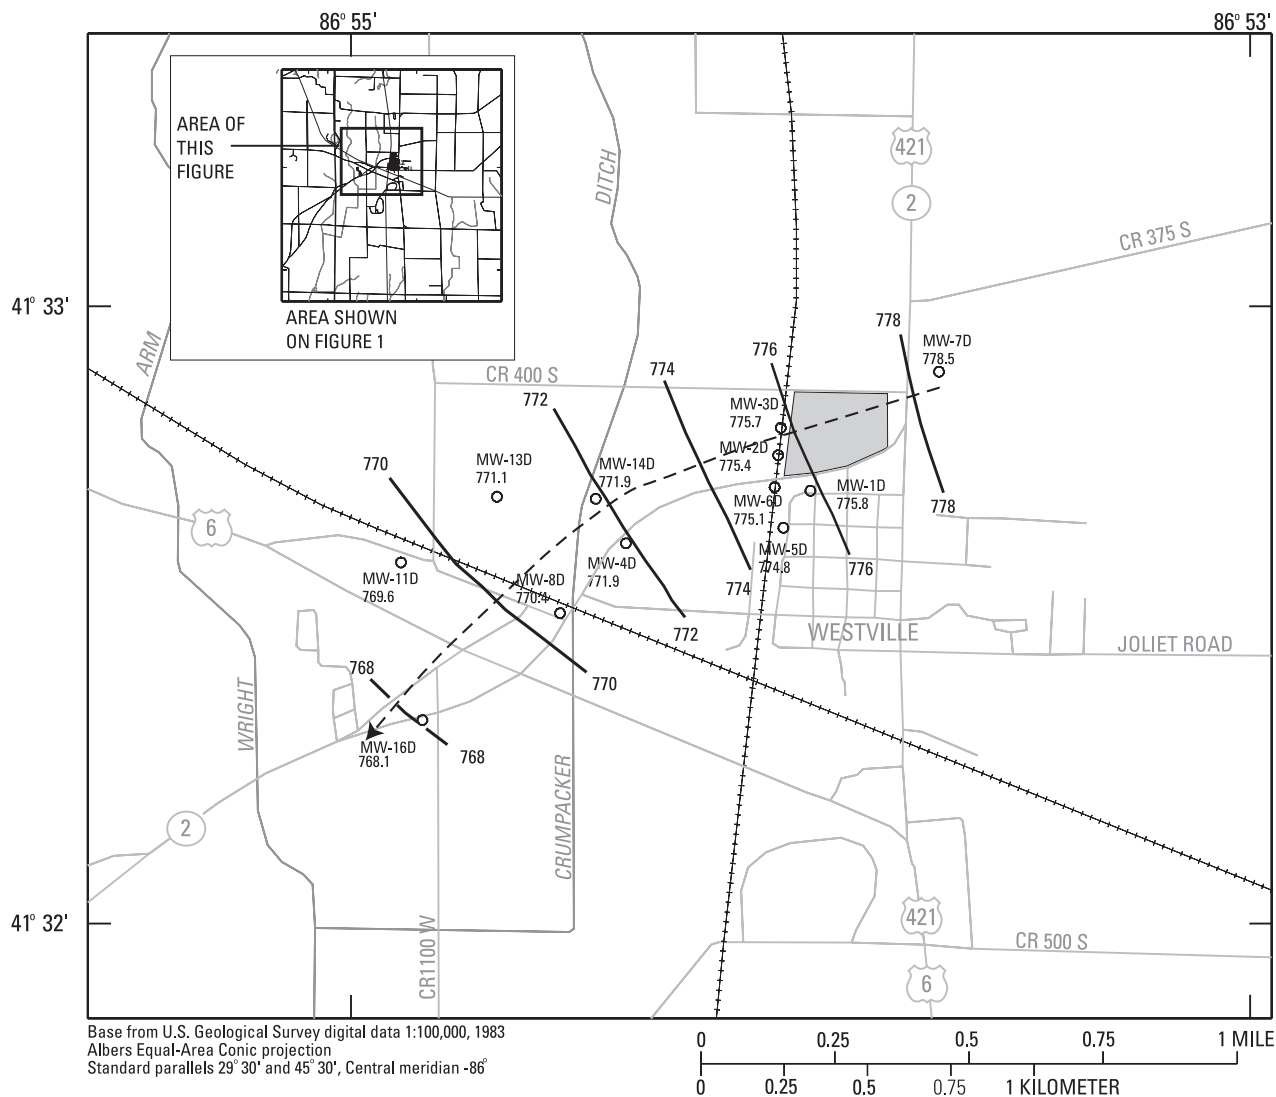 86° 55'
86° 53'
AREA OF
THIS
FIGURE
AREA SHOWN
ON FIGURE 1
DITCH
421
2
CR 375 S
41° 33'
ARM
778
MW-7D
778.5
776
774
CR 400 S
772
MW-3D
775.7
MW-2D
775.4
MW-13D
771.1
MW-14D
771.9
770
MW-6D
775.1
MW-1D
775.8
778
6
MW-5D
774.8
776
MW-4D
771.9
MW-11D
769.6
MW-8D
770.4
774
772
WESTVILLE
JOLIET ROAD
768
770
WRIGHT
MW-16D
768.1
768
2
CRUMPACKER
41° 32'
CR1100 W
421
CR 500 S
6
Base from U.S. Geological Survey digital data 1:100,000, 1983
Albers Equal-Area Conic projection
Standard parallels 29° 30' and 45° 30', Central meridian -86°
0 0.25 0.5 0.75 1 MILE
0 0.25 0.5 0.75 1 KILOMETER